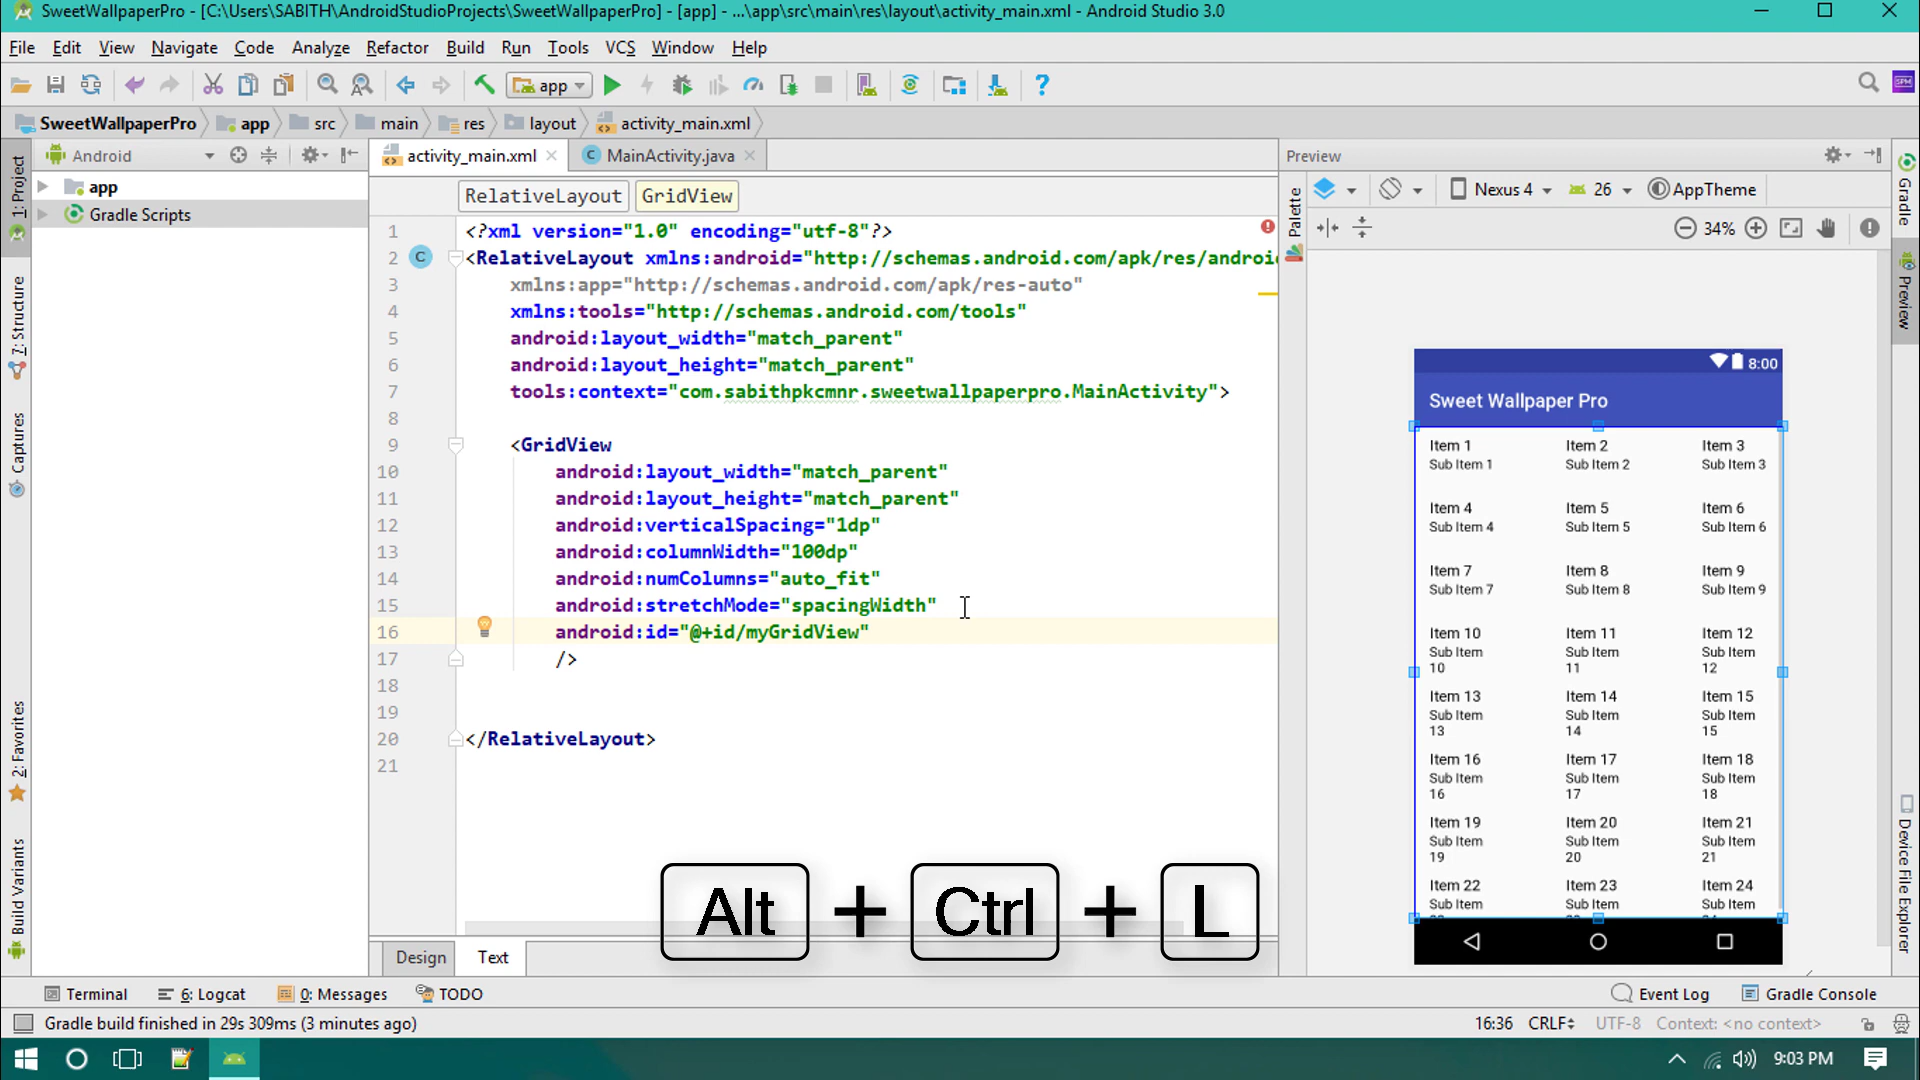 SweetWallpaperPro - [C:\Users\SABITH\AndroidStudioProjects\SweetWallpaperPro] - [app] - ...\app\src\main\res\layout\activity_main.xml - Android Studio 3.0
File Edit View Navigate Code Analyze Refactor Build Run Tools VCS Window Help
app
SweetWallpaperPro app src main res layout activity_main.xml
Android
activity_main.xml
MainActivity.java
Preview
RelativeLayout GridView
Nexus 4 26 AppTheme
34%
app
Gradle Scripts
1: Project
7: Structure
Captures
2: Favorites
Build Variants
1 <?xml version="1.0" encoding="utf-8"?>
2 <RelativeLayout xmlns:android="http://schemas.android.com/apk/res/androi
3 xmlns:app="http://schemas.android.com/apk/res-auto"
4 xmlns:tools="http://schemas.android.com/tools"
5 android:layout_width="match_parent"
6 android:layout_height="match_parent"
7 tools:context="com.sabithpkcmnr.sweetwallpaperpro.MainActivity">
8
9 <GridView
10 android:layout_width="match_parent"
11 android:layout_height="match_parent"
12 android:verticalSpacing="1dp"
13 android:columnWidth="100dp"
14 android:numColumns="auto_fit"
15 android:stretchMode="spacingWidth"
16 android:id="@+id/myGridView"
17 />
18
19
20 </RelativeLayout>
21
C
Alt + Ctrl + L
Palette
8:00
Sweet Wallpaper Pro
Item 1 Item 2 Item 3
Sub Item 1 Sub Item 2 Sub Item 3
Item 4 Item 5 Item 6
Sub Item 4 Sub Item 5 Sub Item 6
Item 7 Item 8 Item 9
Sub Item 7 Sub Item 8 Sub Item 9
Item 10 Item 11 Item 12
Sub Item Sub Item Sub Item
10 11 12
Item 13 Item 14 Item 15
Sub Item Sub Item Sub Item
13 14 15
Item 16 Item 17 Item 18
Sub Item Sub Item Sub Item
16 17 18
Item 19 Item 20 Item 21
Sub Item Sub Item Sub Item
19 20 21
Item 22 Item 23 Item 24
Sub Item Sub Item Sub Item
Gradle
Preview
Device File Explorer
Design Text
Terminal 6: Logcat 0: Messages TODO Event Log Gradle Console
Gradle build finished in 29s 309ms (3 minutes ago) 16:36 CRLF UTF-8 Context: <no context>
9:03 PM